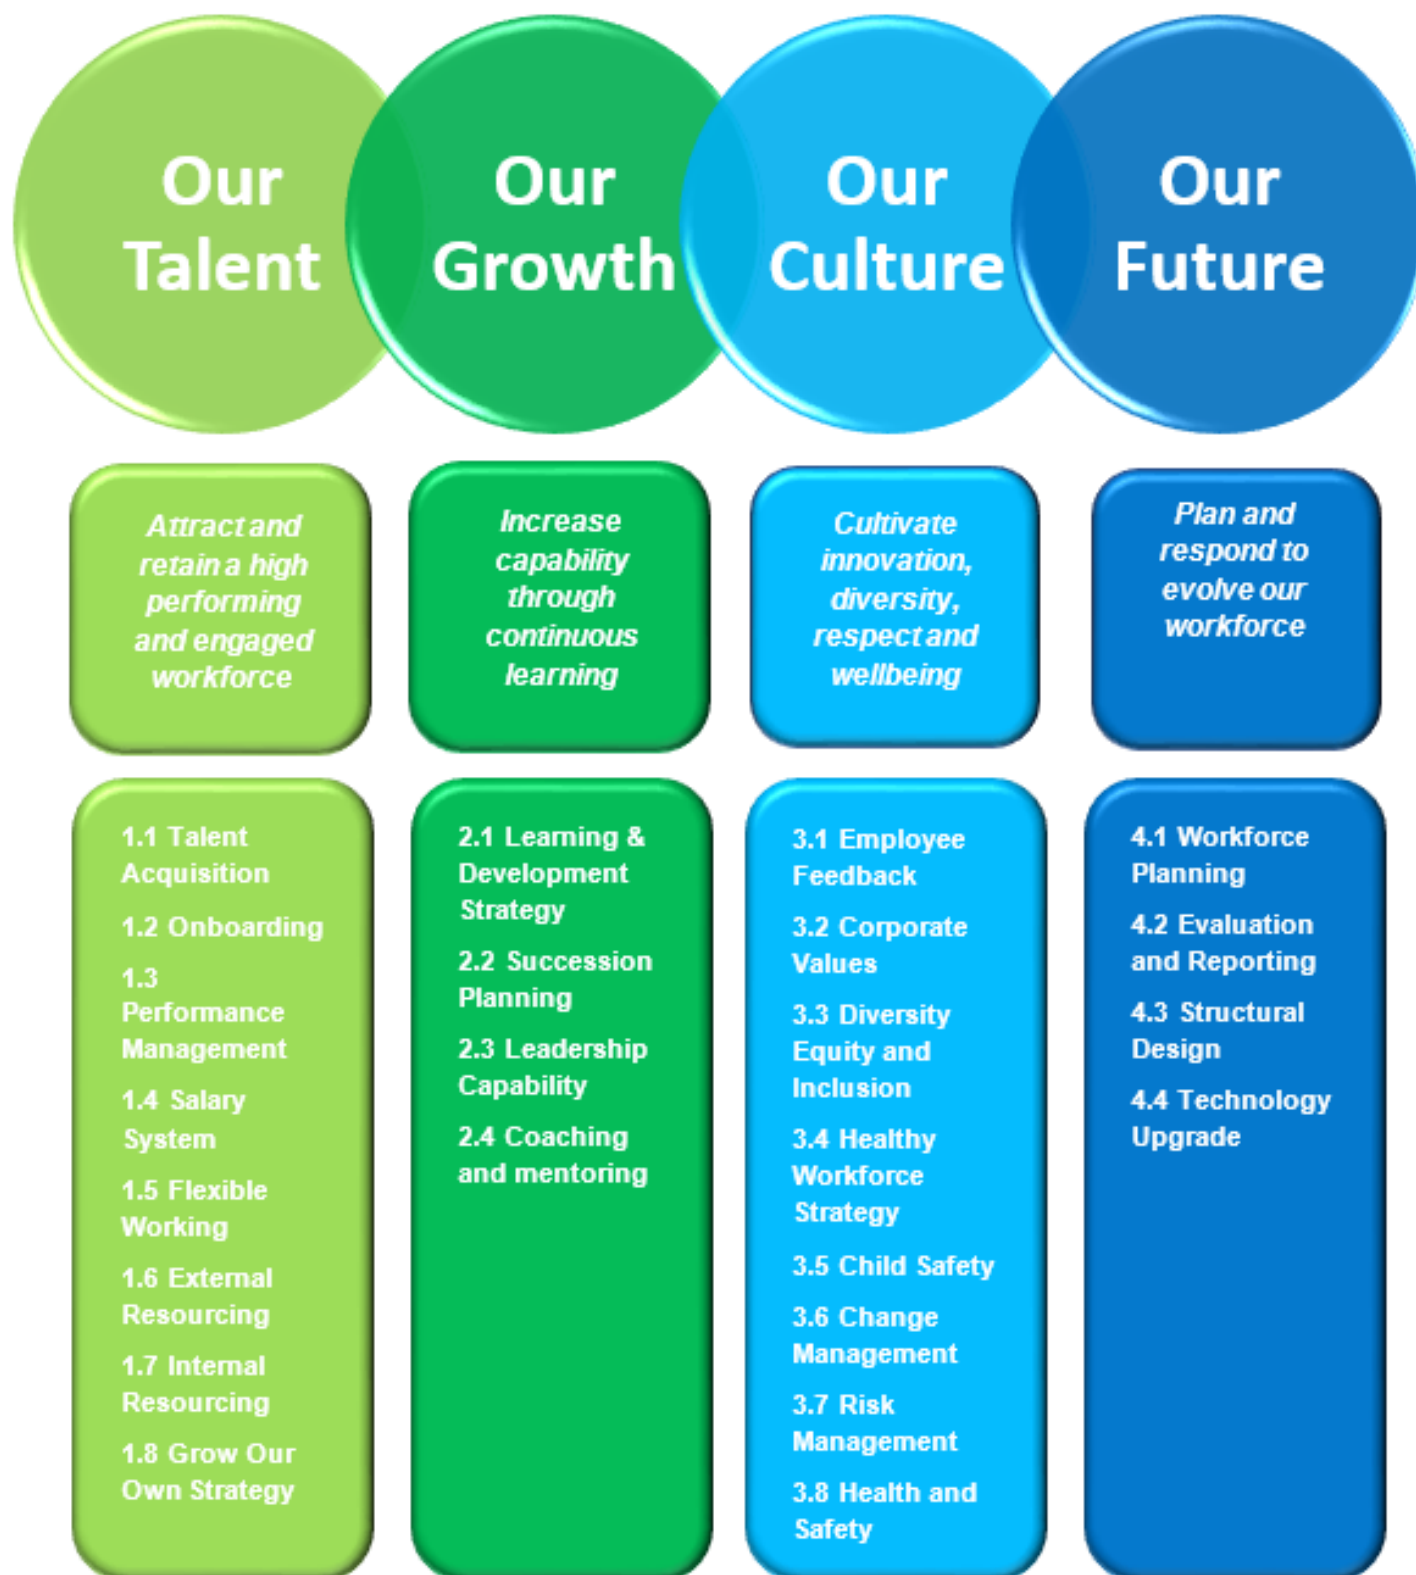 Our
Talent
Our
Growth
Our
Culture
Our
Future
Attract and
retain a high
performing
and engaged
workforce
Increase
capability
through
continuous
learning
Cultivate
innovation,
diversity,
respect and
wellbeing
Plan and
respond to
evolve our
workforce
1.1 Talent
Acquisition
1.2 Onboarding
1.3
Performance
Management
1.4 Salary
System
1.5 Flexible
Working
1.6 External
Resourcing
1.7 Internal
Resourcing
1.8 Grow Our
Own Strategy
2.1 Learning &
Development
Strategy
2.2 Succession
Planning
2.3 Leadership
Capability
2.4 Coaching
and mentoring
3.1 Employee
Feedback
3.2 Corporate
Values
3.3 Diversity
Equity and
Inclusion
3.4 Healthy
Workforce
Strategy
3.5 Child Safety
3.6 Change
Management
3.7 Risk
Management
3.8 Health and
Safety
4.1 Workforce
Planning
4.2 Evaluation
and Reporting
4.3 Structural
Design
4.4 Technology
Upgrade